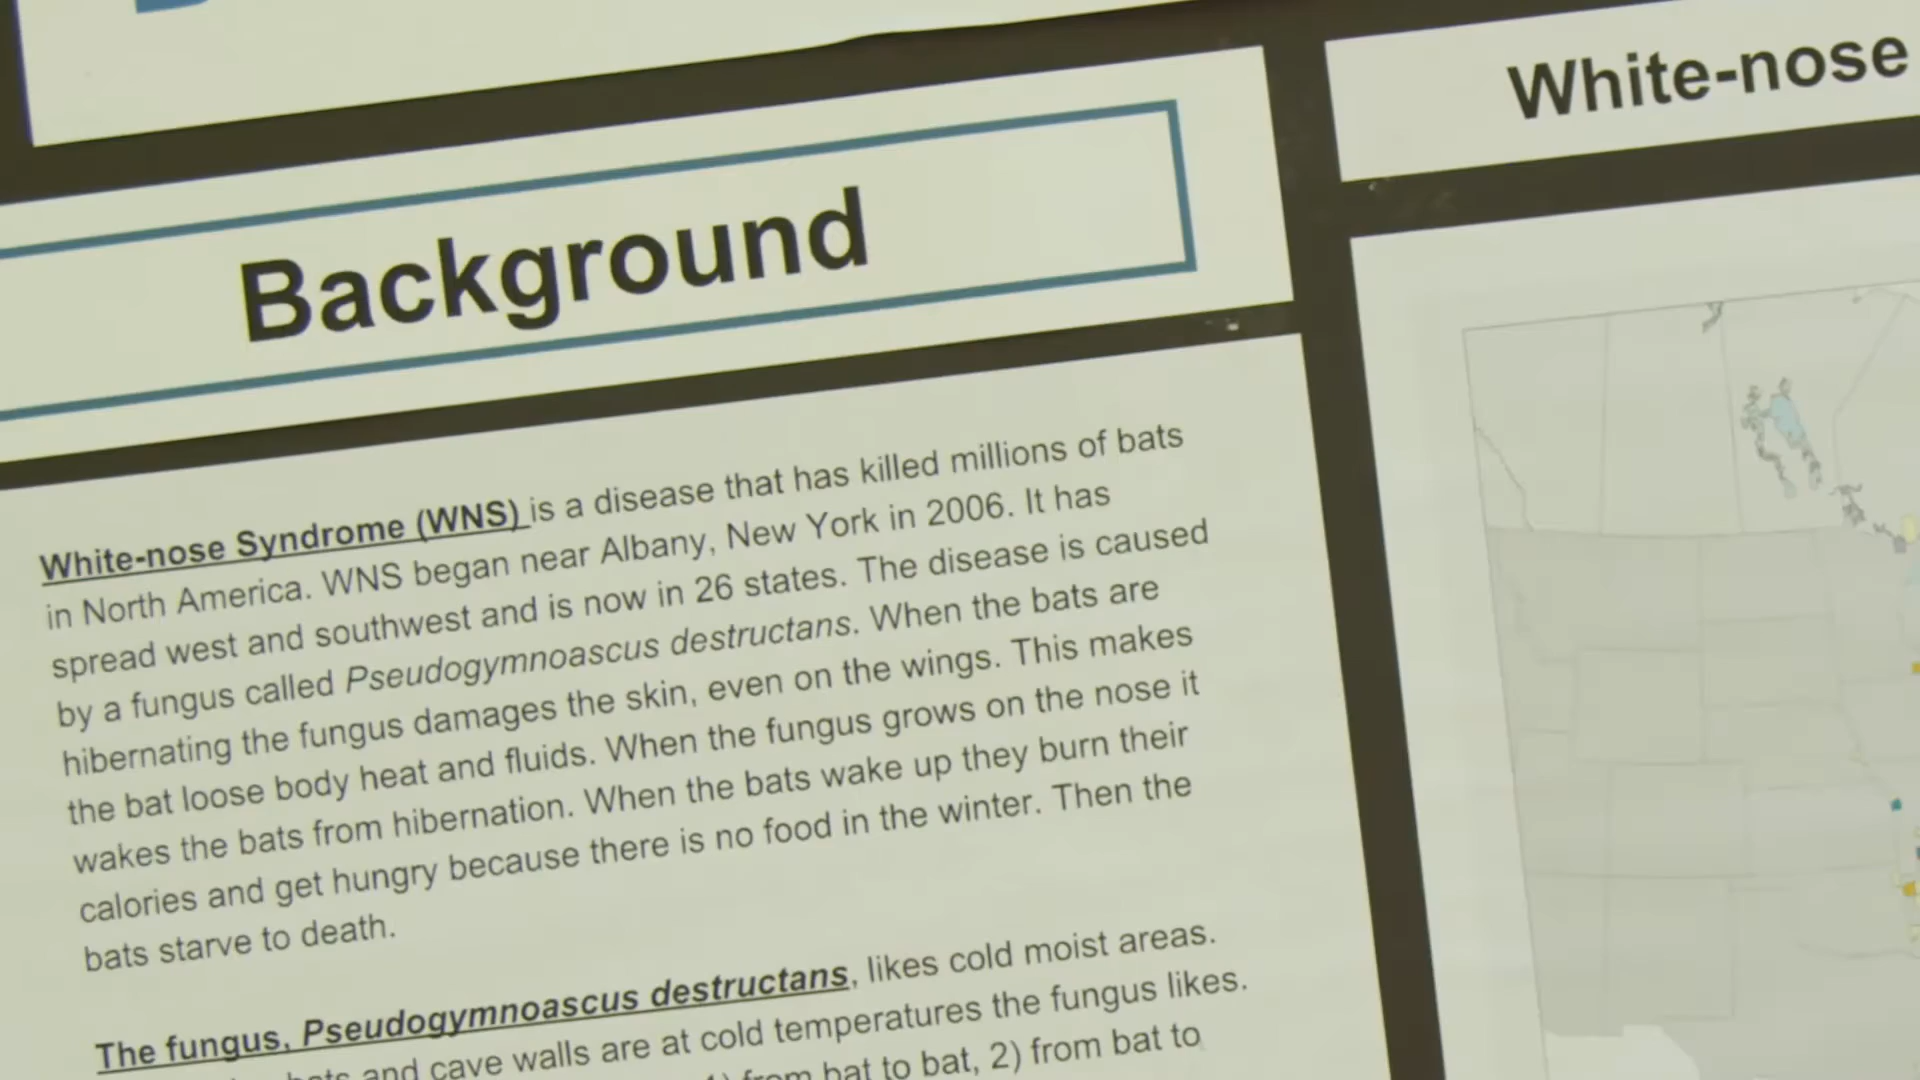 Background
White-nose Syndrome (WNS) is a disease that has killed millions of bats
in North America. WNS began near Albany, New York in 2006. It has
spread west and southwest and is now in 26 states. The disease is caused
by a fungus called Pseudogymnoascus destructans. When the bats are
hibernating the fungus damages the skin, even on the wings. This makes
the bat loose body heat and fluids. When the fungus grows on the nose it
wakes the bats from hibernation. When the bats wake up they burn their
calories and get hungry because there is no food in the winter. Then the
bats starve to death.
The fungus, Pseudogymnoascus destructans, likes cold moist areas.
and cave walls are at cold temperatures the fungus likes.
from bat to bat, 2) from bat to
White-nose